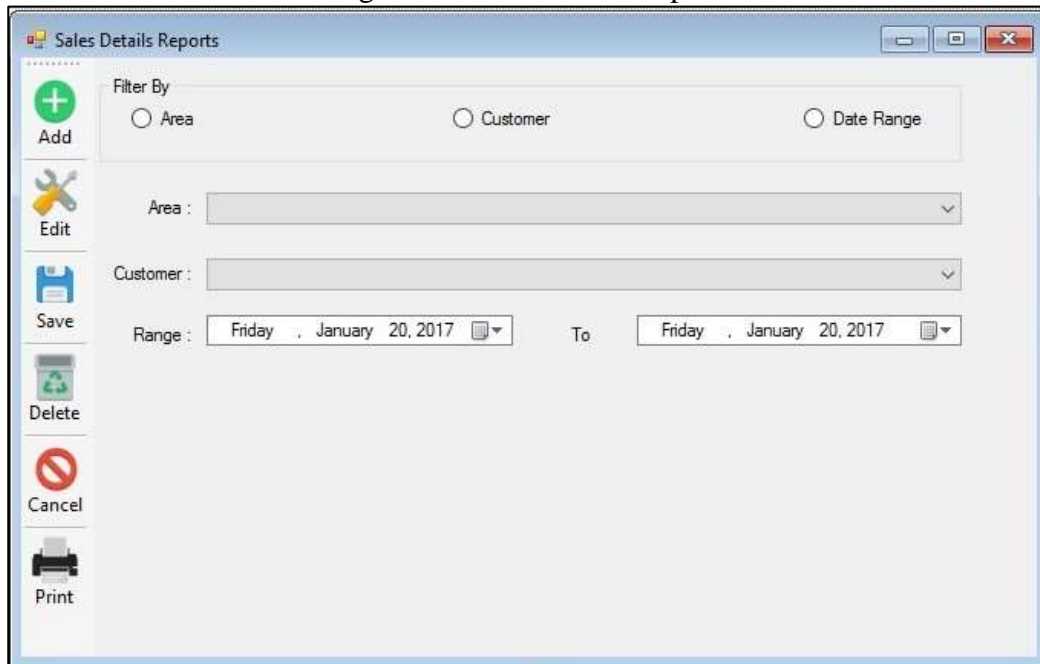 Sales Details Reports
Filter By
Area
Customer
Date Range
Add
Area :
Edit
Customer :
Save
Range : Friday , January 20, 2017 To Friday , January 20, 2017
Delete
Cancel
Print